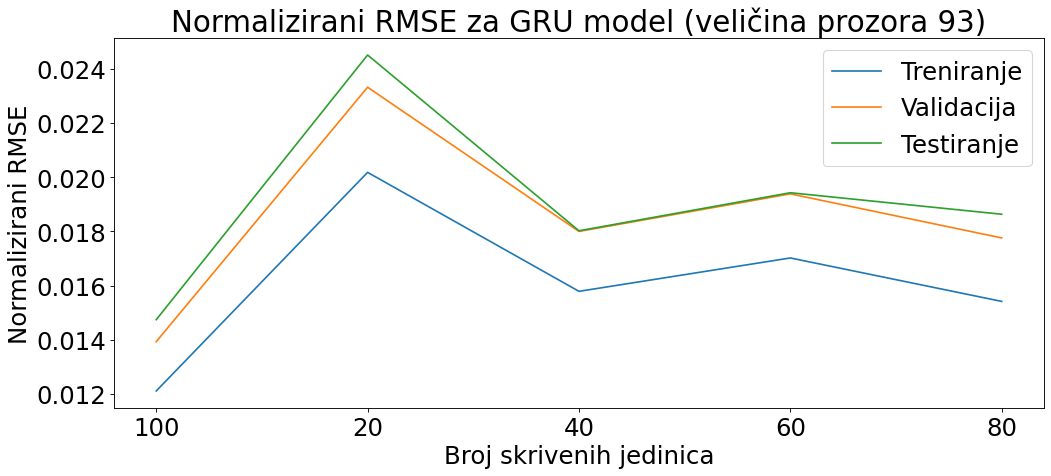 Normalizirani RMSE za GRU model (veličina prozora 93)
Treniranje
Validacija
Testiranje
Normalizirani RMSE
0.024
0.022
0.020
0.018
0.016
0.014
0.012
100 20 40 60 80
Broj skrivenih jedinica